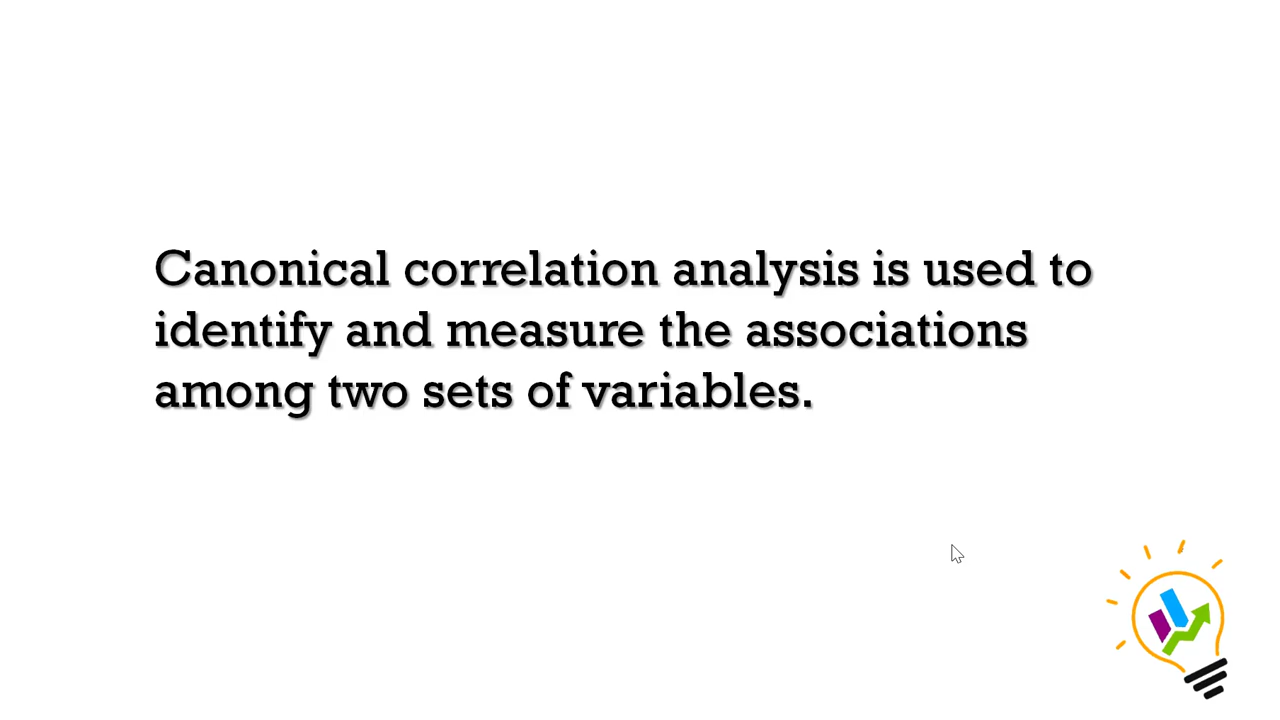 Canonical correlation analysis is used to
identify and measure the associations
among two sets of variables.